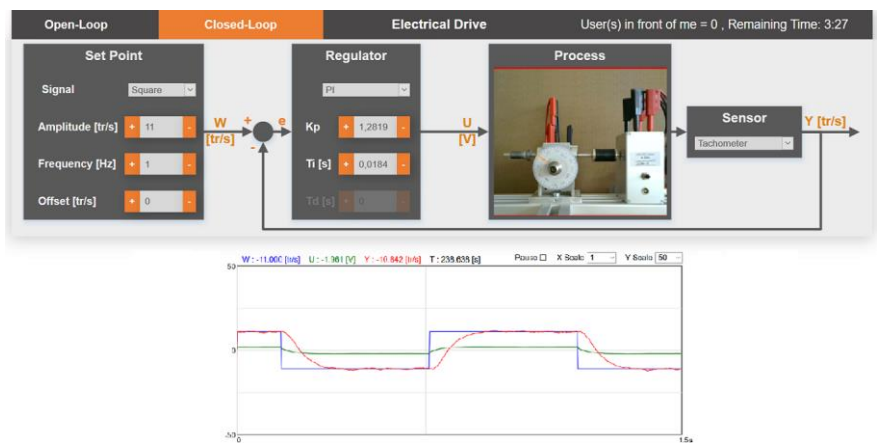 Open-Loop Closed-Loop Electrical Drive User(s) in front of me = 0 , Remaining Time: 3:27
Set Point
Signal Square
Amplitude [tr/s] + 11 -
Frequency [Hz] + 1 -
Offset [tr/s] + 0 -
W
[tr/s]
+
-
e
Regulator
PI
Kp + 1,2819 -
Ti [s] + 0,0184 -
Td [s] + 0 -
U
[V]
Process
Sensor
Tachometer
Y [tr/s]
W : -11.000 [tr/s] U : -1.961 [V] Y : -10.842 [tr/s] T : 238.638 [s] Pause X Scale 1 Y Scale 50
50
0
-50
0 1.5s